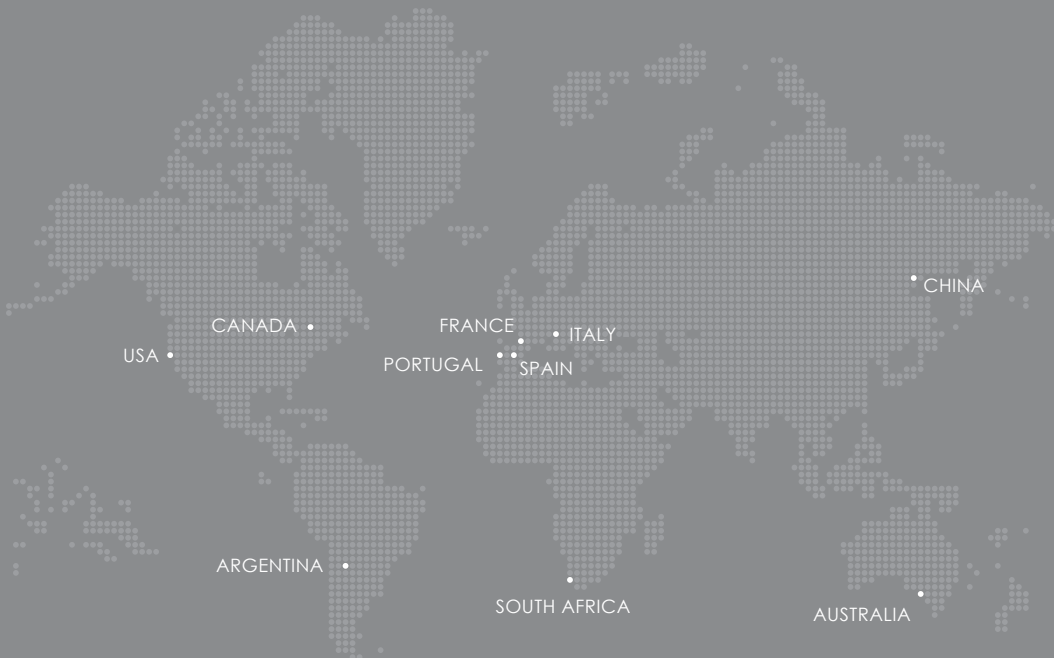 CHINA
CANADA
FRANCE
ITALY
USA
PORTUGAL
SPAIN
ARGENTINA
SOUTH AFRICA
AUSTRALIA